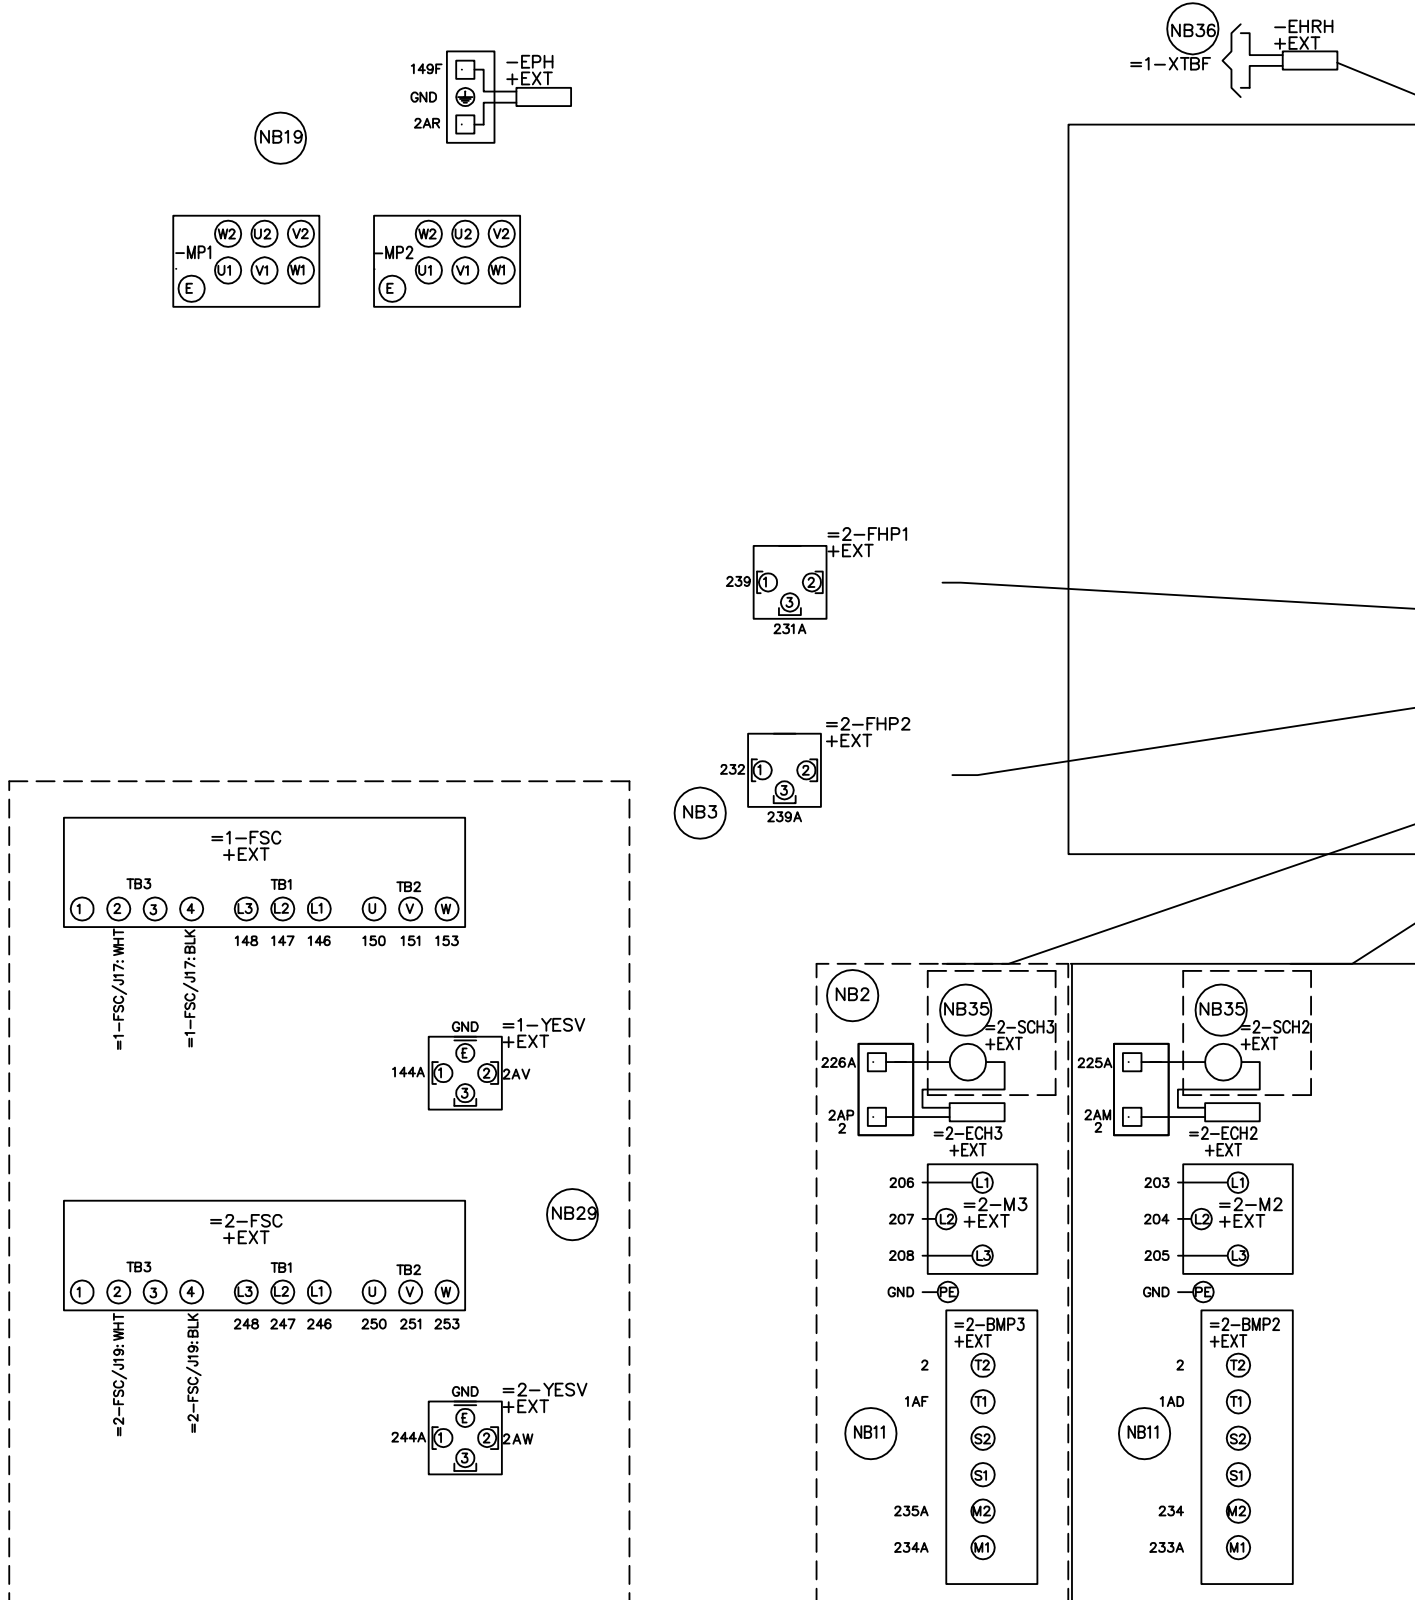 NB36
-EHRH
+EXT
=1-XTBF
149F
GND
2AR
-EPH
+EXT
NB19
-MP1
W2 U2 V2
U1 V1 W1
E
-MP2
W2 U2 V2
U1 V1 W1
E
=2-FHP1
+EXT
239
1 2
3
231A
=2-FHP2
+EXT
232
1 2
3
239A
NB3
=1-FSC
+EXT
TB3 TB1 TB2
1 2 3 4 L3 L2 L1 U V W
148 147 146 150 151 153
=1-FSC/J17:WHT
=1-FSC/J17:BLK
GND
=1-YESV
+EXT
E
144A 1 2 2AV
3
=2-FSC
+EXT
NB29
TB3 TB1 TB2
1 2 3 4 L3 L2 L1 U V W
248 247 246 250 251 253
=2-FSC/J19:WHT
=2-FSC/J19:BLK
GND
=2-YESV
+EXT
E
244A 1 2 2AW
3
NB2
NB35
=2-SCH3
+EXT
226A
2AP
2
=2-ECH3
+EXT
206 L1
207 L2 =2-M3
+EXT
208 L3
GND PE
=2-BMP3
+EXT
2 T2
1AF T1
NB11
S2
S1
235A M2
234A M1
NB35
=2-SCH2
+EXT
225A
2AM
2
=2-ECH2
+EXT
203 L1
204 L2 =2-M2
+EXT
205 L3
GND PE
=2-BMP2
+EXT
2 T2
1AD T1
NB11
S2
S1
234 M2
233A M1